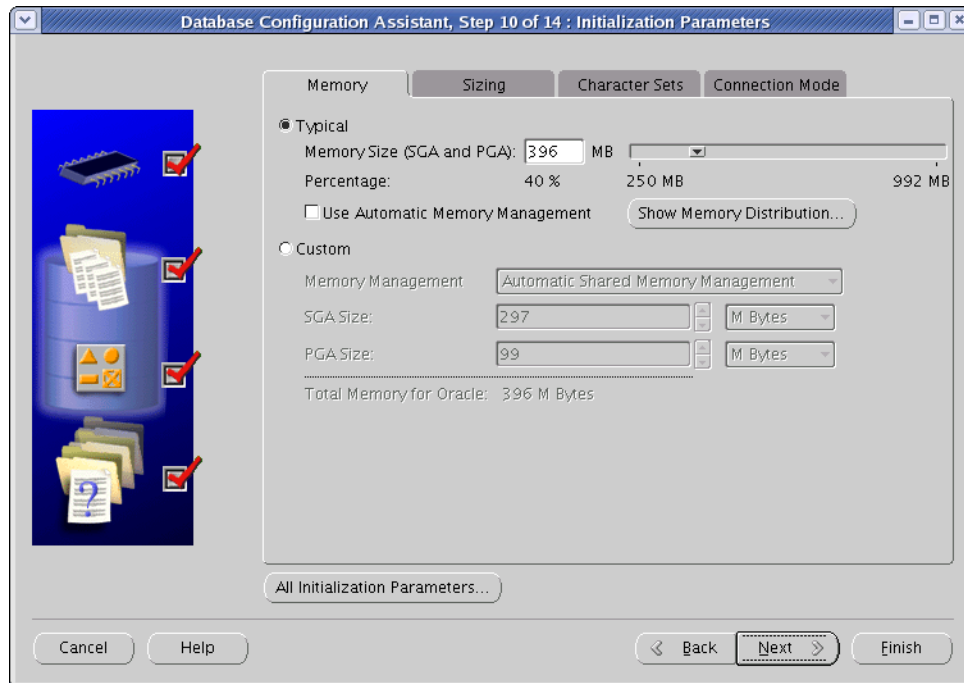 Database Configuration Assistant, Step 10 of 14 : Initialization Parameters
Memory Sizing Character Sets Connection Mode
Typical
Memory Size (SGA and PGA): 396 MB
Percentage: 40 % 250 MB 992 MB
Use Automatic Memory Management Show Memory Distribution...
Custom
Memory Management Automatic Shared Memory Management
SGA Size: 297 M Bytes
PGA Size: 99 M Bytes
Total Memory for Oracle: 396 M Bytes
?
All Initialization Parameters...
Cancel Help Back Next Finish